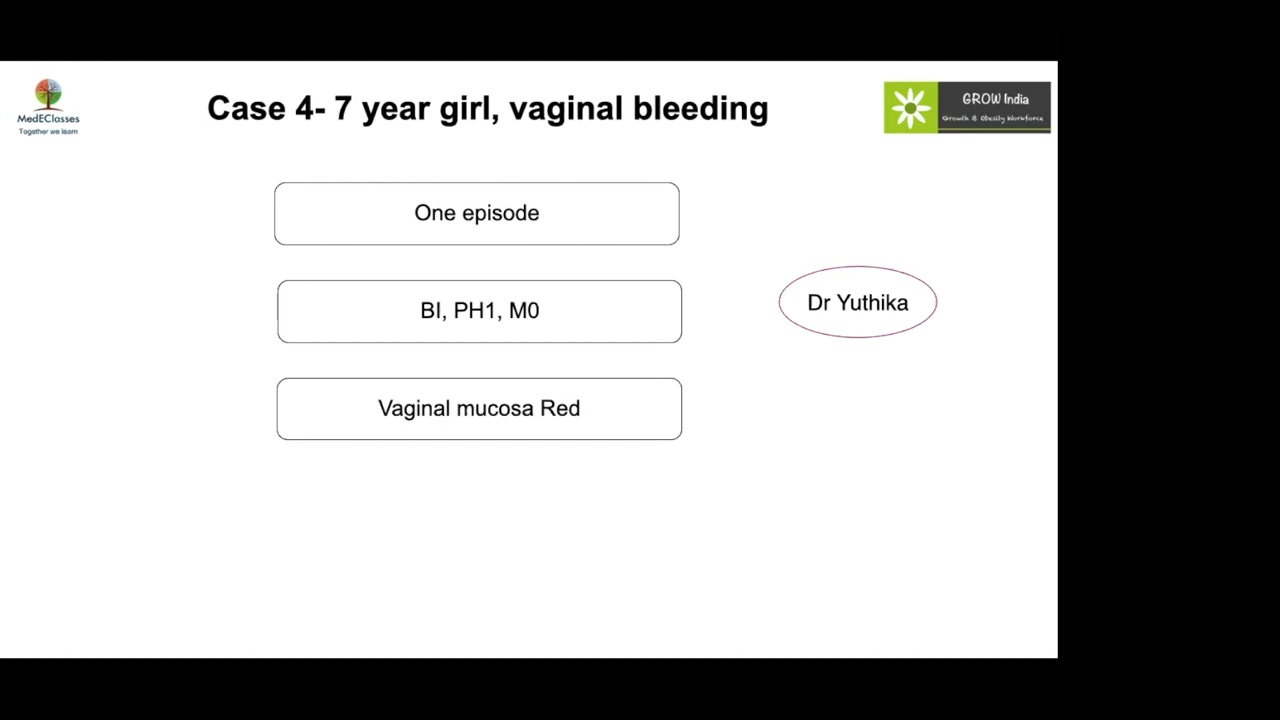 MedEClasses
Together we learn
Case 4- 7 year girl, vaginal bleeding
GROW India
Growth & Obesity Workforce
One episode
BI, PH1, M0
Dr Yuthika
Vaginal mucosa Red